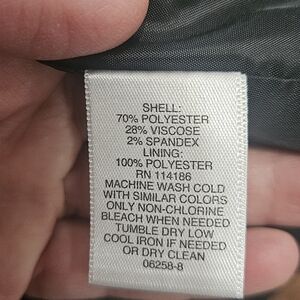 SHELL:
70% POLYESTER
28% VISCOSE
2% SPANDEX
LINING:
100% POLYESTER
RN 114186
MACHINE WASH COLD
WITH SIMILAR COLORS
ONLY NON-CHLORINE
BLEACH WHEN NEEDED
TUMBLE DRY LOW
COOL IRON IF NEEDED
OR DRY CLEAN
06258-8